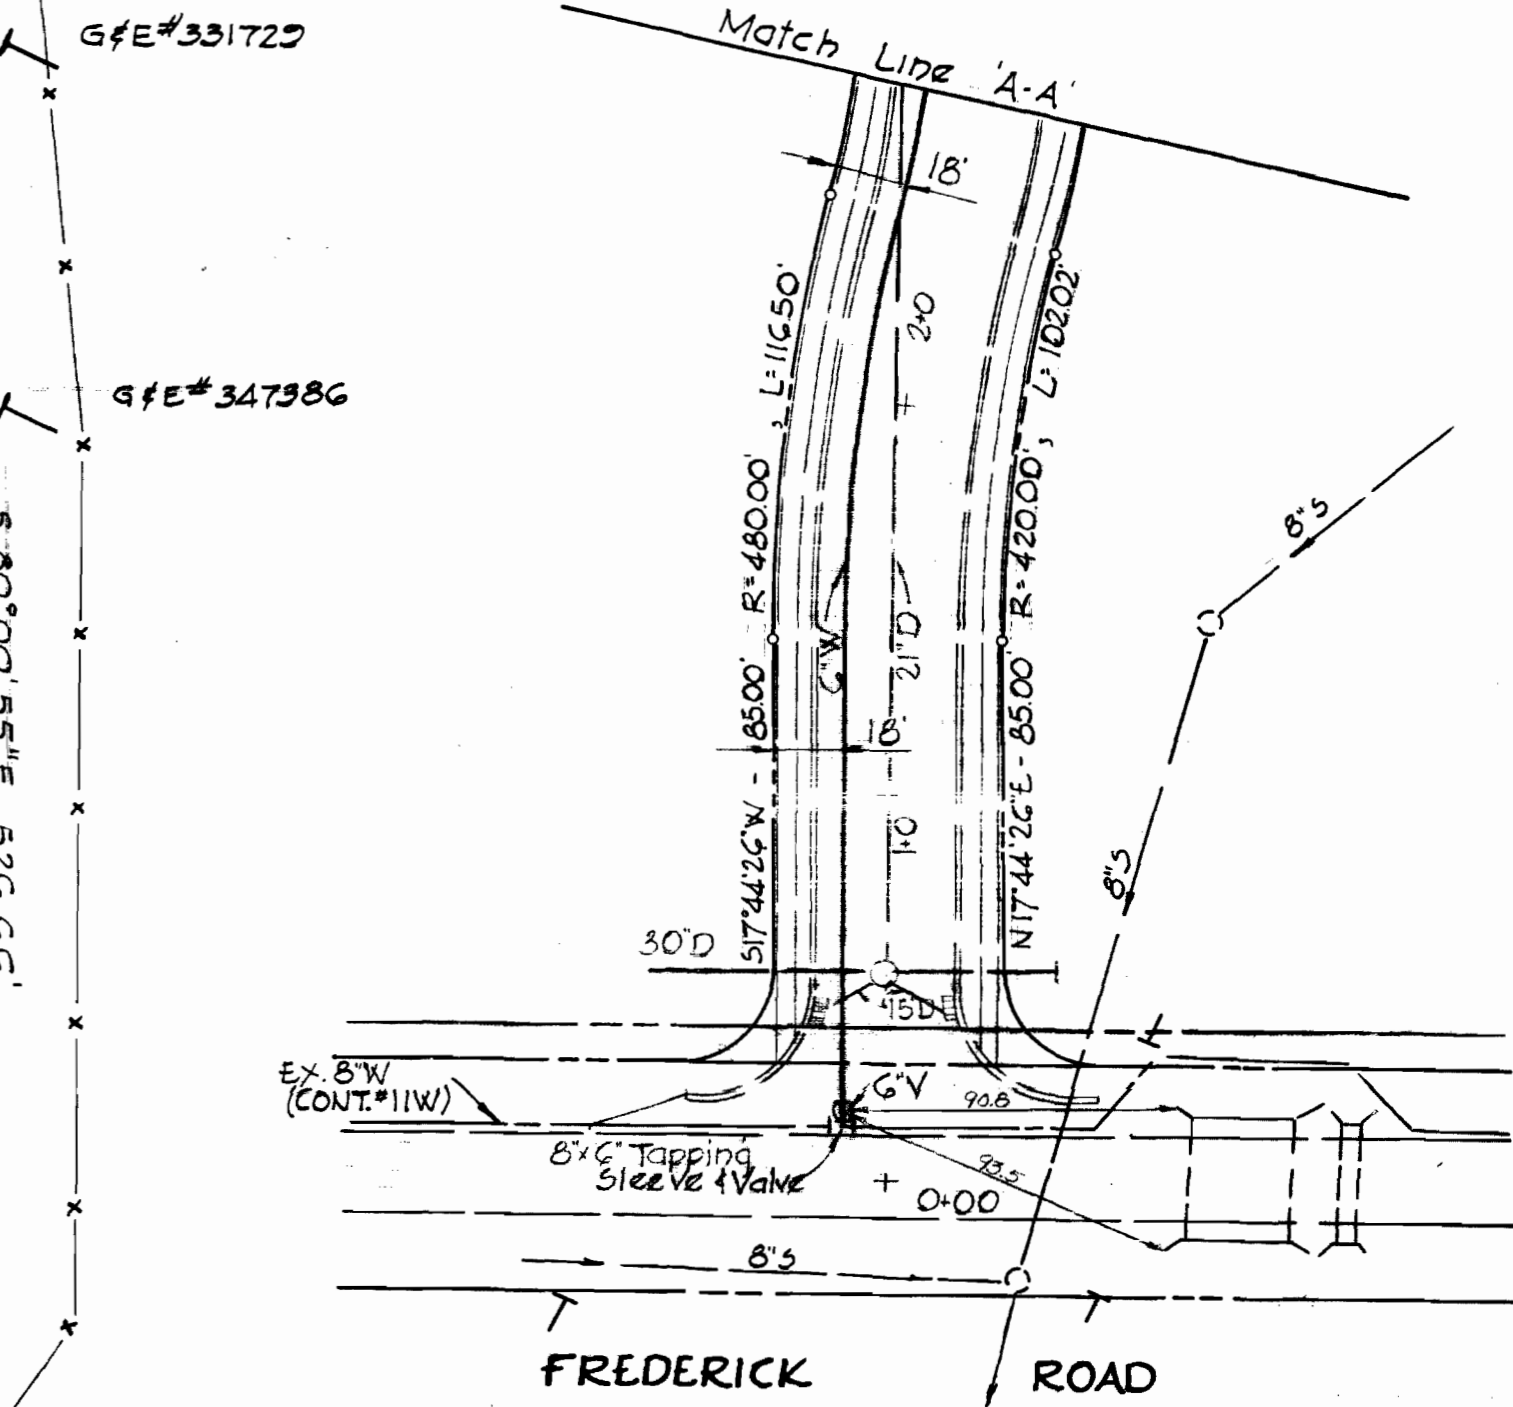 G&E#331729
Match Line 'A-A'
18'
G&E#347386
S17°44'26"W - 85.00' R=480.00', L=116.50'
N17°44'26"E - 85.00' R=420.00', L=102.02'
2+0
8"S
6"W
21"D
18'
1+0
8"S
30"D
15"D
EX. 8"W
(CONT.#11W)
6"V
90.8
8"x6" Tapping
Sleeve & Valve
93.5
0+00
8"S
FREDERICK ROAD